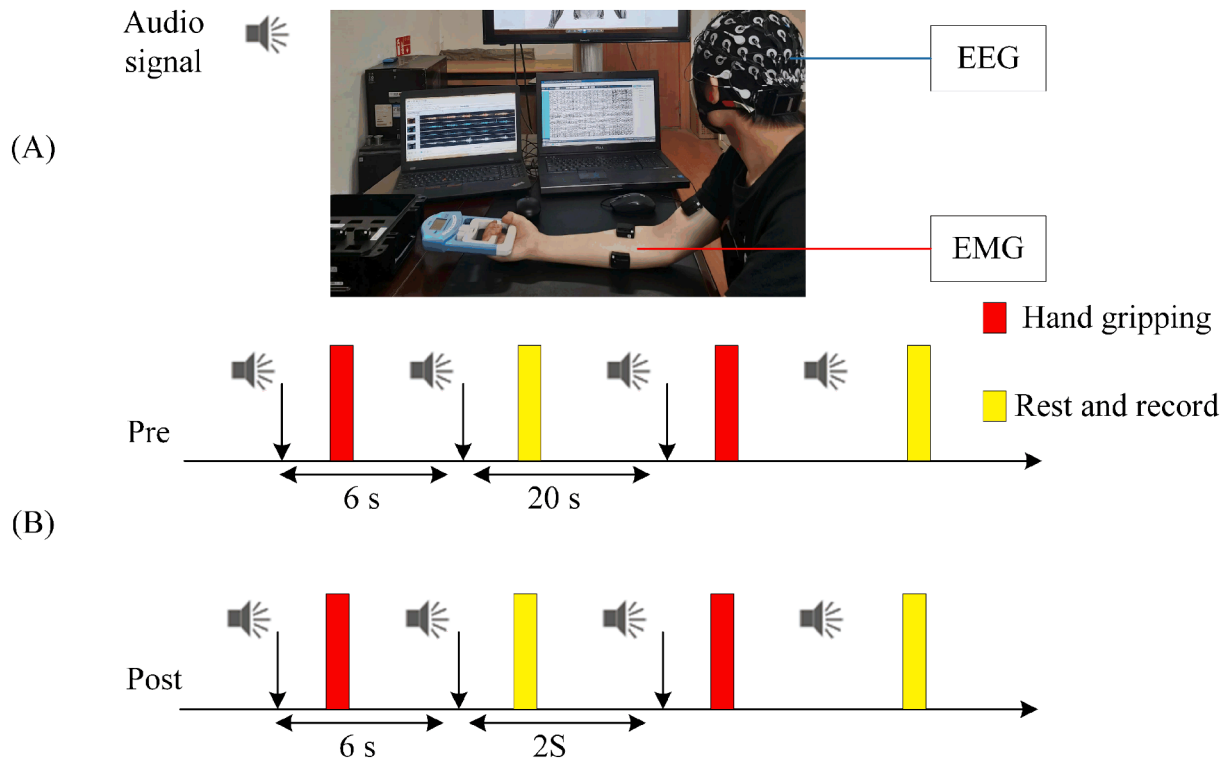 Audio
signal
EEG
(A)
EMG
Hand gripping
Rest and record
Pre
6 s
20 s
(B)
Post
6 s
2S